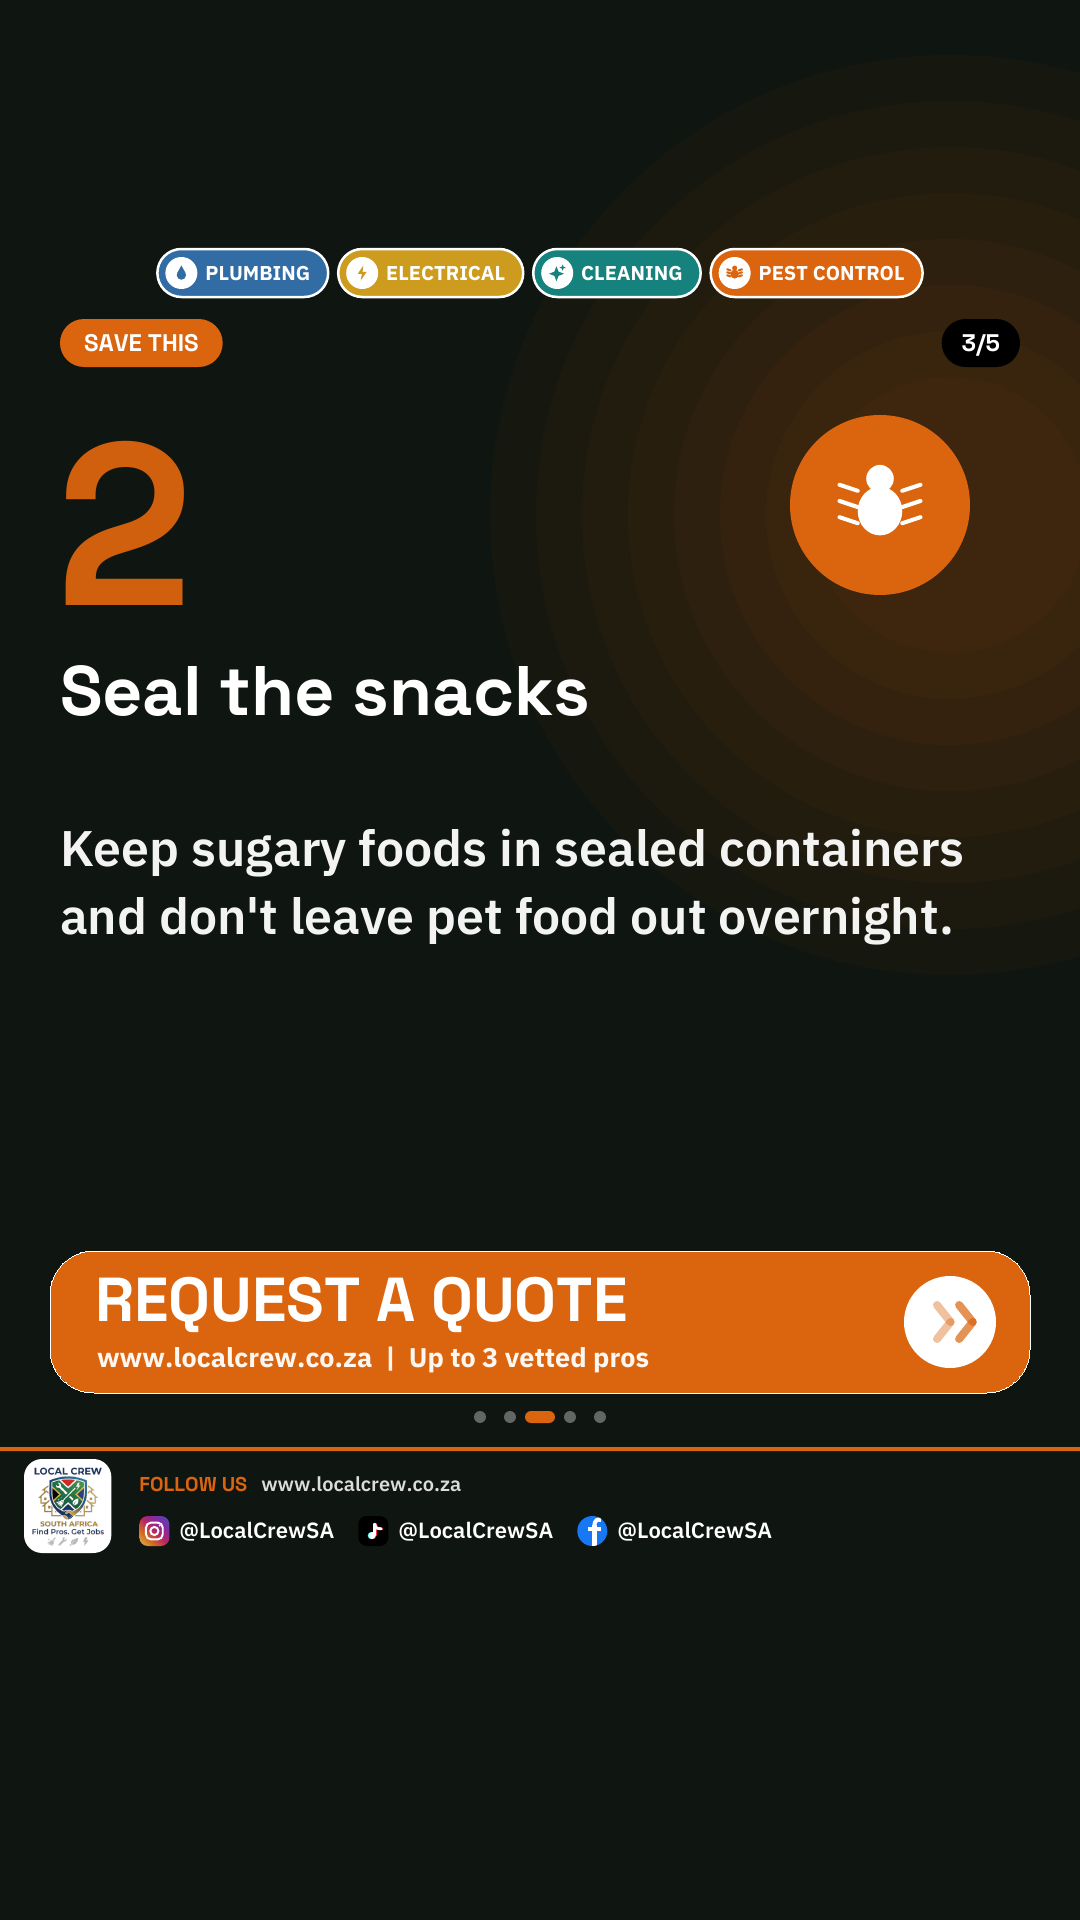 PLUMBING
ELECTRICAL
CLEANING
PEST CONTROL
SAVE THIS
3/5
2
Seal the snacks
Keep sugary foods in sealed containers
and don't leave pet food out overnight.
REQUEST A QUOTE
www.localcrew.co.za | Up to 3 vetted pros
LOCAL CREW
SOUTH AFRICA
Find Pros. Get Jobs
FOLLOW US www.localcrew.co.za
@LocalCrewSA @LocalCrewSA @LocalCrewSA